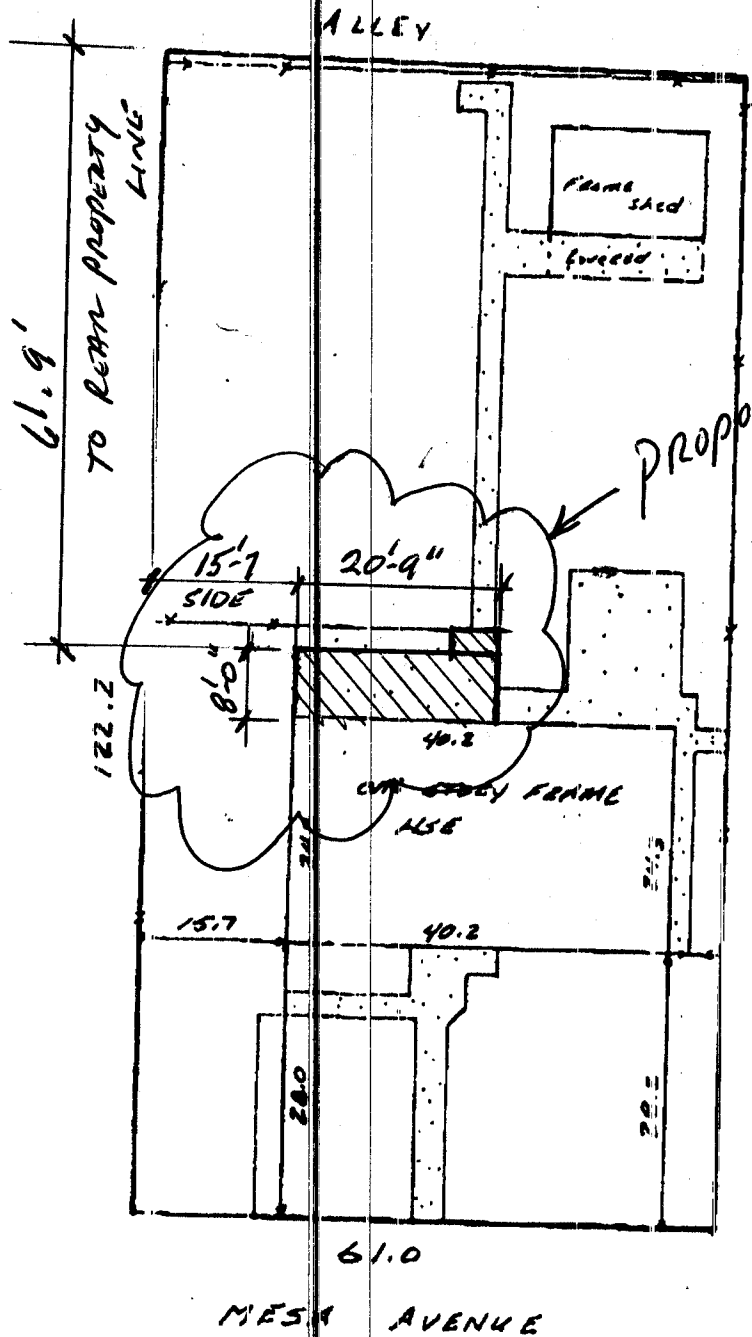 ALLEY
61.9'
TO REAR PROPERTY
LINE
Frame
shed
PROPO
15'-7
20'-9"
SIDE
8'-0"
122.2
40.2
FRAME
HSE
15.7
40.2
28.0
61.0
MESA AVENUE